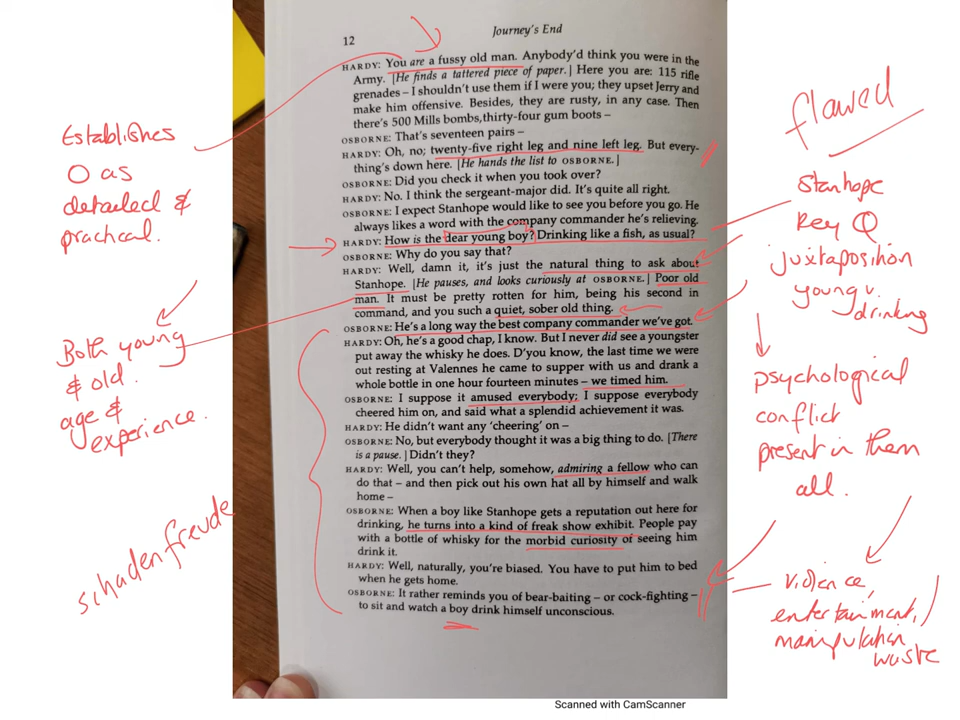 12
Journey's End
HARDY: You are a fussy old man. Anybody'd think you were in the
Army. [He finds a tattered piece of paper.] Here you are: 115 rifle
grenades – I shouldn't use them if I were you; they upset Jerry and
make him offensive. Besides, they are rusty, in any case. Then
there's 500 Mills bombs, thirty-four gum boots –
OSBORNE: That's seventeen pairs –
HARDY: Oh, no; twenty-five right leg and nine left leg. But every-
thing's down here. [He hands the list to OSBORNE.]
OSBORNE: Did you check it when you took over?
HARDY: No. I think the sergeant-major did. It's quite all right.
OSBORNE: I expect Stanhope would like to see you before you go. He
always likes a word with the company commander he's relieving.
HARDY: How is the dear young boy? Drinking like a fish, as usual?
OSBORNE: Why do you say that?
HARDY: Well, damn it, it's just the natural thing to ask about
Stanhope. [He pauses, and looks curiously at OSBORNE.] Poor old
man. It must be pretty rotten for him, being his second in
command, and you such a quiet, sober old thing.
OSBORNE: He's a long way the best company commander we've got.
HARDY: Oh, he's a good chap, I know. But I never did see a youngster
put away the whisky he does. D'you know, the last time we were
out resting at Valennes he came to supper with us and drank a
whole bottle in one hour fourteen minutes – we timed him.
OSBORNE: I suppose it amused everybody; I suppose everybody
cheered him on, and said what a splendid achievement it was.
HARDY: He didn't want any 'cheering' on –
OSBORNE: No, but everybody thought it was a big thing to do. [There
is a pause.] Didn't they?
HARDY: Well, you can't help, somehow, admiring a fellow who can
do that – and then pick out his own hat all by himself and walk
home –
OSBORNE: When a boy like Stanhope gets a reputation out here for
drinking, he turns into a kind of freak show exhibit. People pay
with a bottle of whisky for the morbid curiosity of seeing him
drink it.
HARDY: Well, naturally, you're biased. You have to put him to bed
when he gets home.
OSBORNE: It rather reminds you of bear-baiting – or cock-fighting –
to sit and watch a boy drink himself unconscious.
Establishes
O as
detailed &
practical.
Both young
& old.
age &
experience.
schadenfreude
flawed
Stanhope
Key Q
juxtaposition
young v.
drinking
psychological
conflict
present in them
all.
violence,
entertainment,
manipulation
waste
Scanned with CamScanner